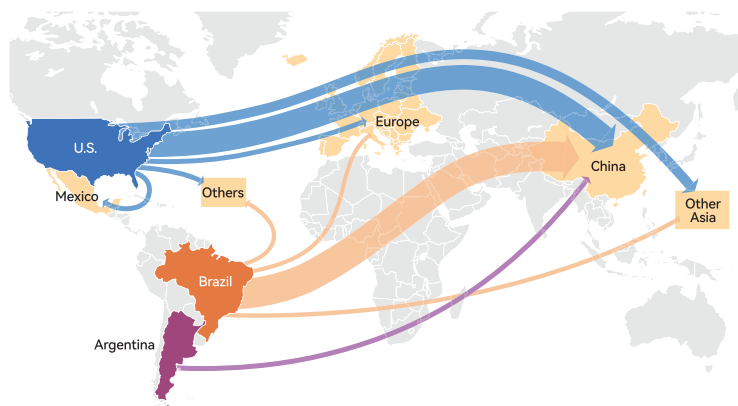 U.S.
Europe
China
Mexico
Others
Other
Asia
Brazil
Argentina